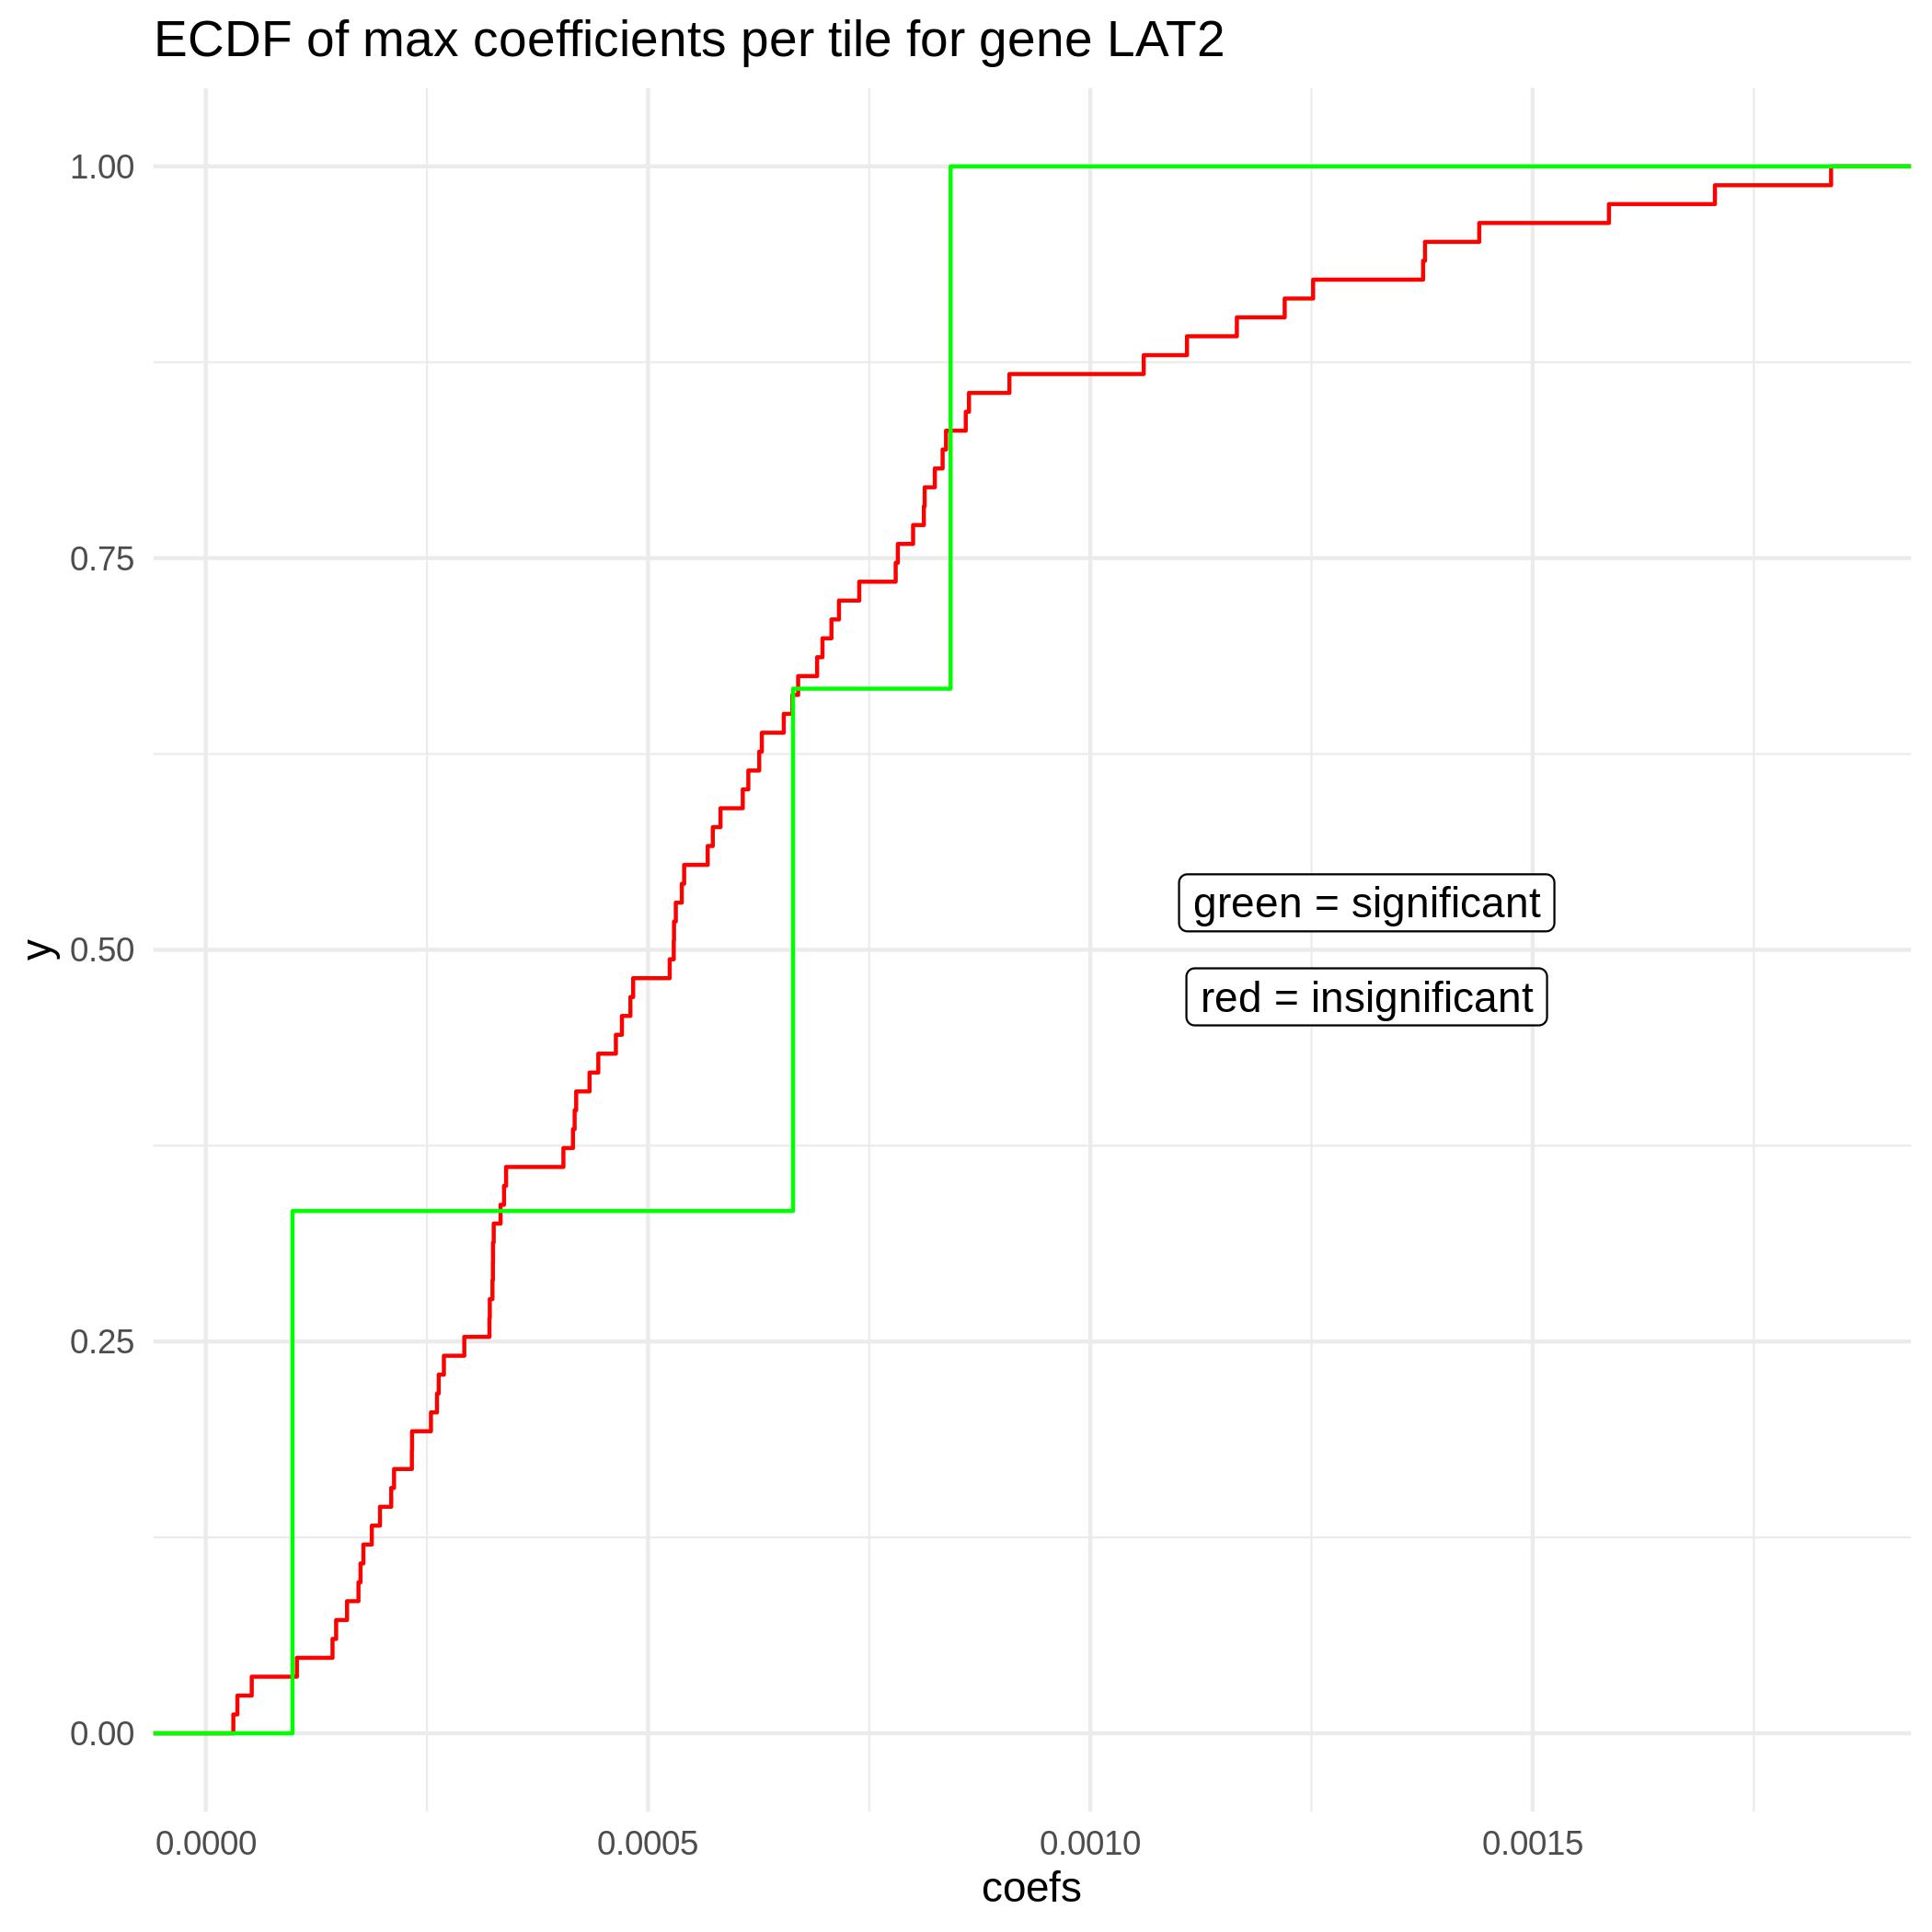 ECDF of max coefficients per tile for gene LAT2
1.00
0.75
0.50
0.25
0.00
y
green = significant
red = insignificant
0.0000 0.0005 0.0010 0.0015
coefs